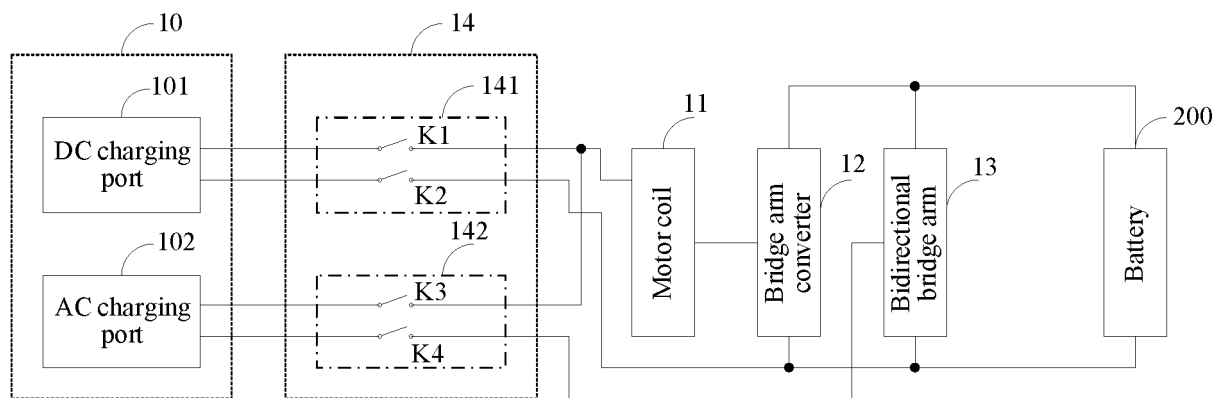 10
14
101
141
DC charging
port
K1
K2
11
Motor coil
12
Bridge arm
converter
13
Bidirectional
bridge arm
200
Battery
102
142
AC charging
port
K3
K4